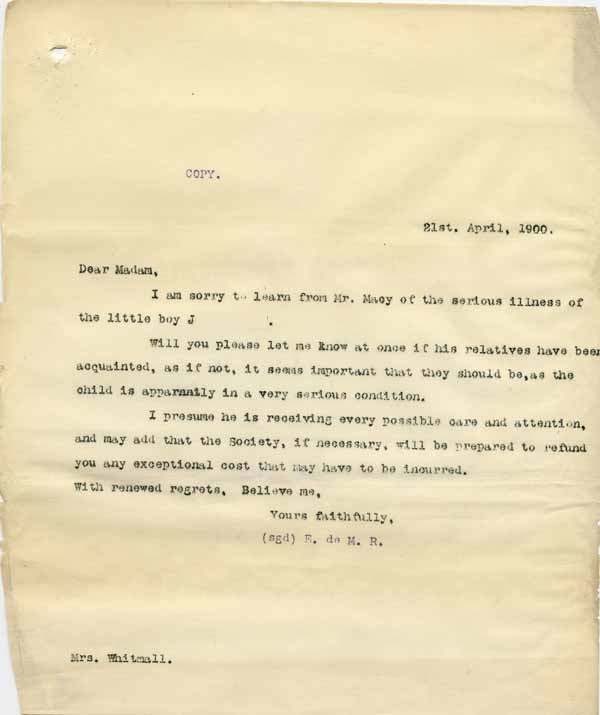 COPY.
21st. April, 1900.
Dear Madam,
I am sorry to learn from Mr. Macy of the serious illness of
the little boy J .
Will you please let me know at once if his relatives have been
acquainted, as if not, it seems important that they should be,as the
child is apparnatly in a very serious condition.
I presume he is receiving every possible care and attention,
and may add that the Society, if necessary, will be prepared to refund
you any exceptional cost that may have to be incurred.
With renewed regrets, Believe me,
Yours faithfully,
(sgd) E. de M. R.
Mrs. Whitmall.